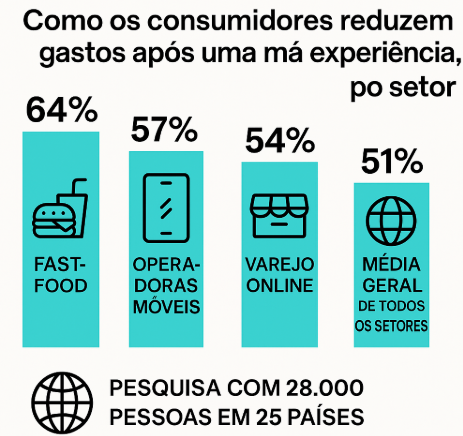 Como os consumidores reduzem
gastos após uma má experiência,
po setor
64%
57%
54%
51%
FAST-
FOOD
OPERA-
DORAS
MÓVEIS
VAREJO
ONLINE
MÉDIA
GERAL
DE TODOS
OS SETORES
PESQUISA COM 28.000
PESSOAS EM 25 PAÍSES